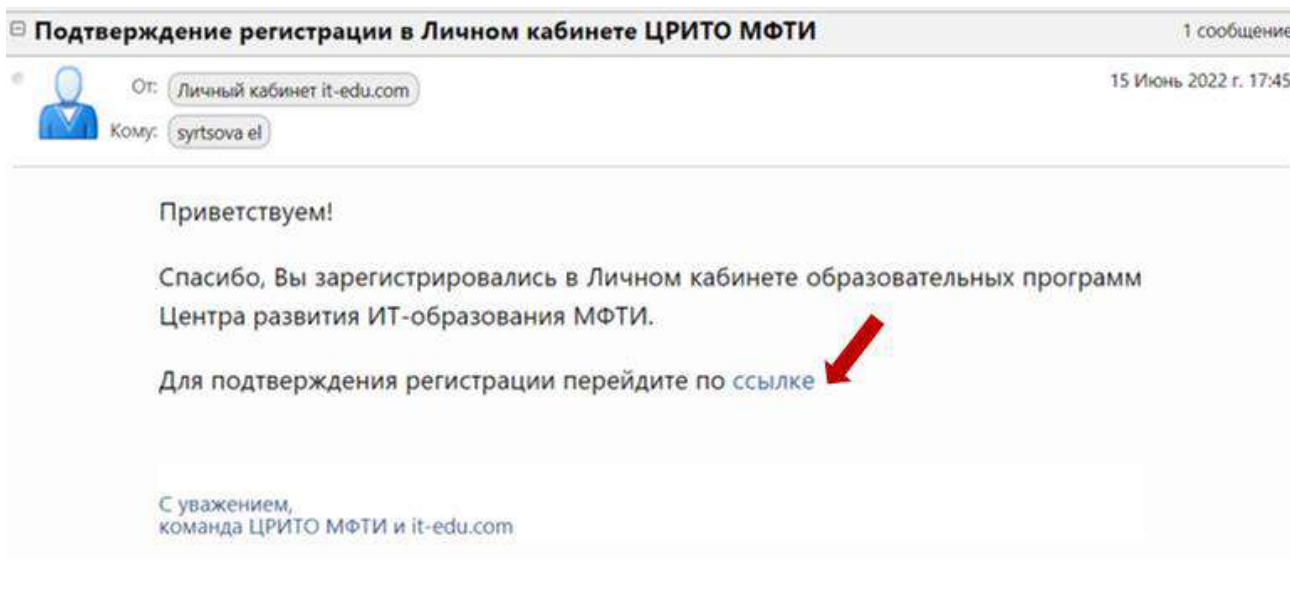 Подтверждение регистрации в Личном кабинете ЦРИТО МФТИ
1 сообщение
От: Личный кабинет it-edu.com
15 Июнь 2022 г. 17:45
Кому: syrtsova el
Приветствуем!
Спасибо, Вы зарегистрировались в Личном кабинете образовательных программ
Центра развития ИТ-образования МФТИ.
Для подтверждения регистрации перейдите по ссылке
С уважением,
команда ЦРИТО МФТИ и it-edu.com